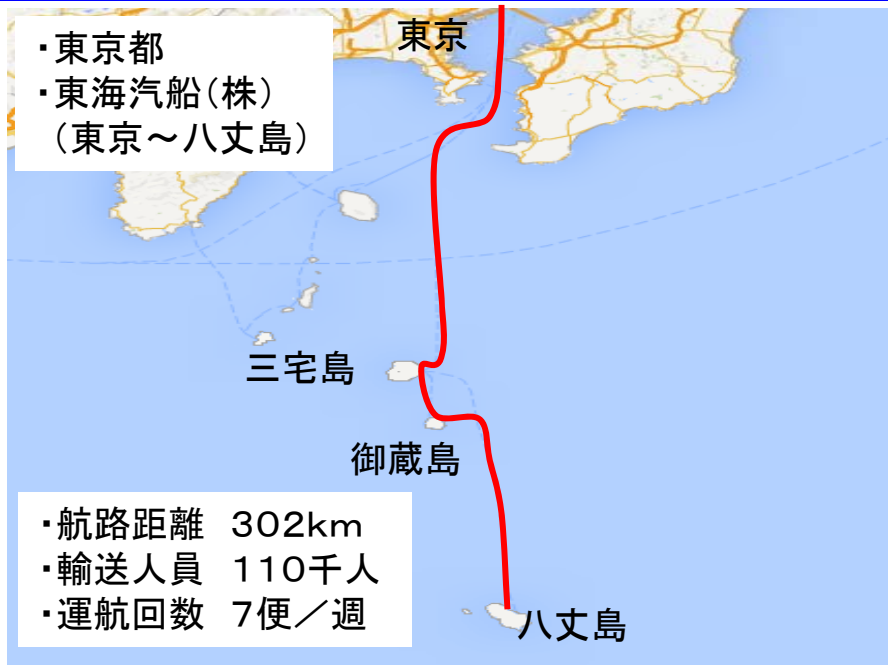 ・東京都
・東海汽船(株)
(東京～八丈島)
東京
三宅島
御蔵島
八丈島
・航路距離　302km
・輸送人員　110千人
・運航回数　7便／週